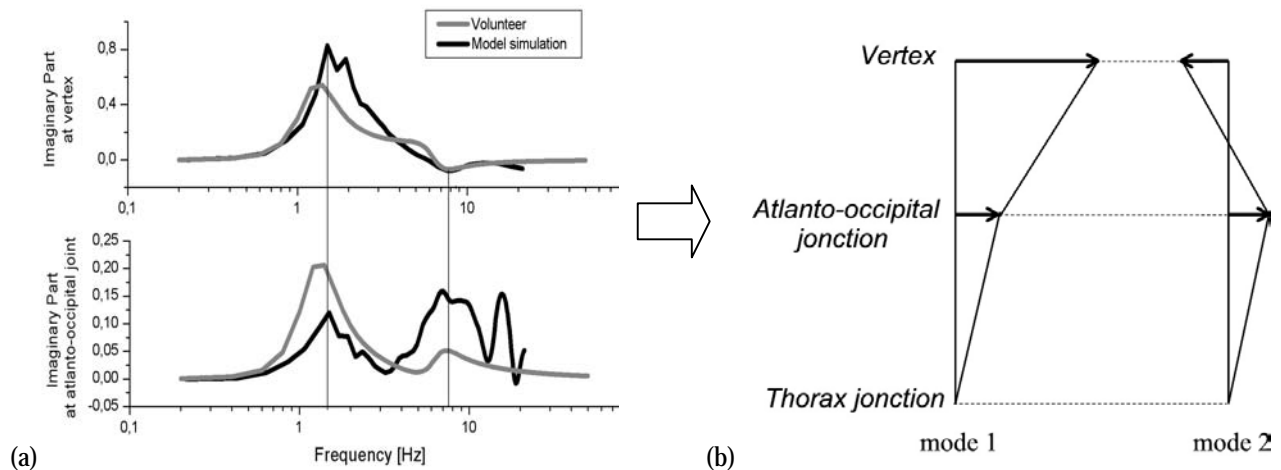 Volunteer
Model simulation
Imaginary Part
at vertex
0,8
0,4
0,0
0,1
1
10
Imaginary Part
at atlanto-occipital joint
0,25
0,20
0,15
0,10
0,05
0,00
-0,05
0,1
1
10
Frequency [Hz]
(a)
Vertex
Atlanto-occipital
jonction
Thorax jonction
mode 1
mode 2
(b)